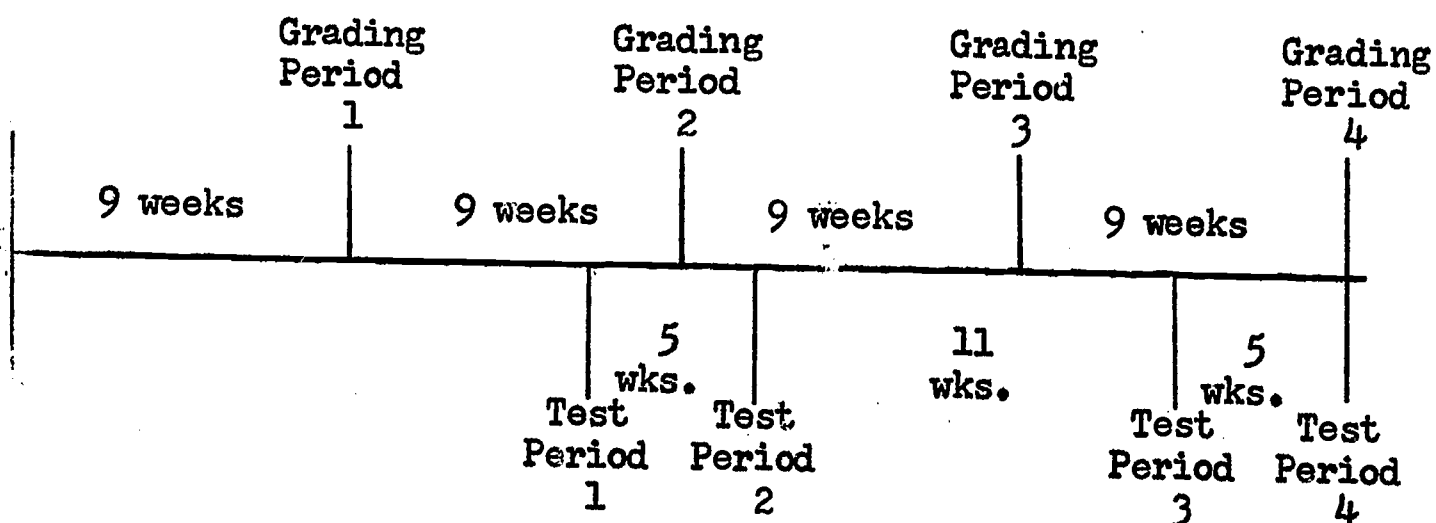 Grading
Period
1
Grading
Period
2
Grading
Period
3
Grading
Period
4
9 weeks
9 weeks
9 weeks
9 weeks
5
wks.
11
wks.
5
wks.
Test
Period
1
Test
Period
2
Test
Period
3
Test
Period
4